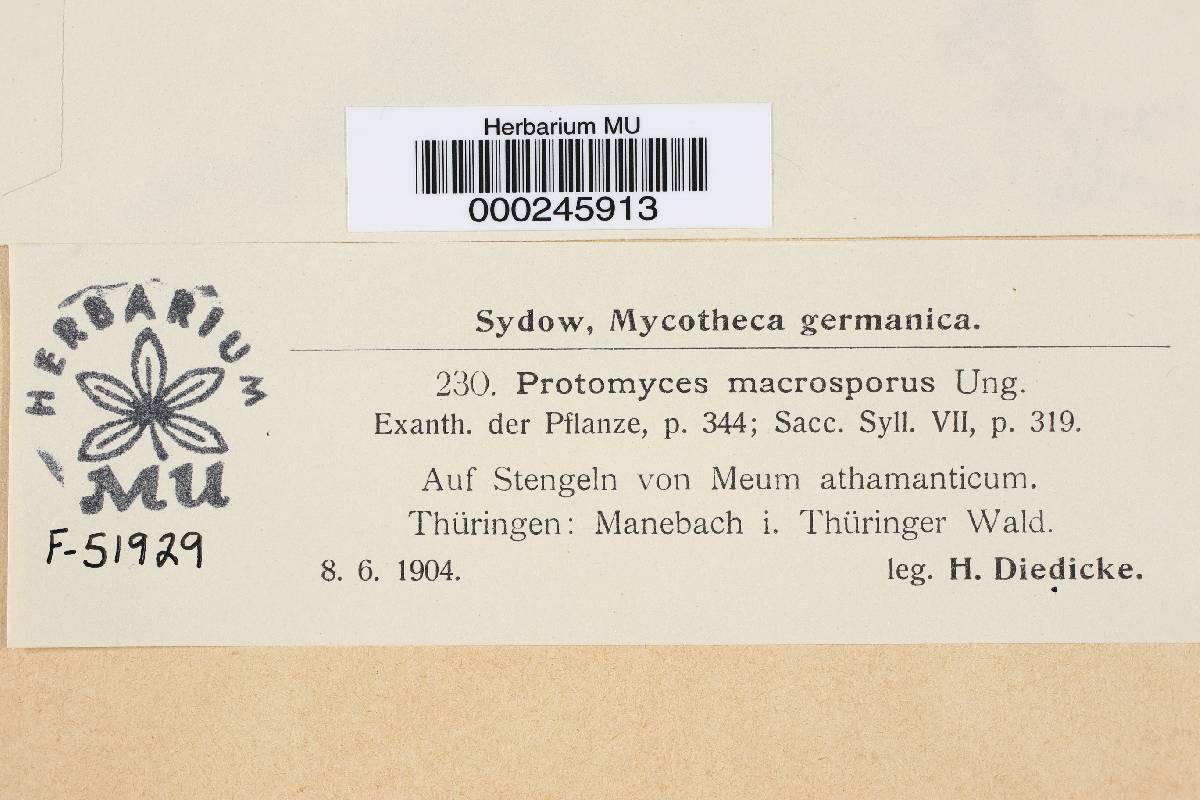 Herbarium MU
000245913
HERBARIUM
MU
F-51929
Sydow, Mycotheca germanica.
230. Protomyces macrosporus Ung.
Exanth. der Pflanze, p. 344; Sacc. Syll. VII, p. 319.
Auf Stengeln von Meum athamanticum.
Thüringen: Manebach i. Thüringer Wald.
8. 6. 1904. leg. H. Diedicke.